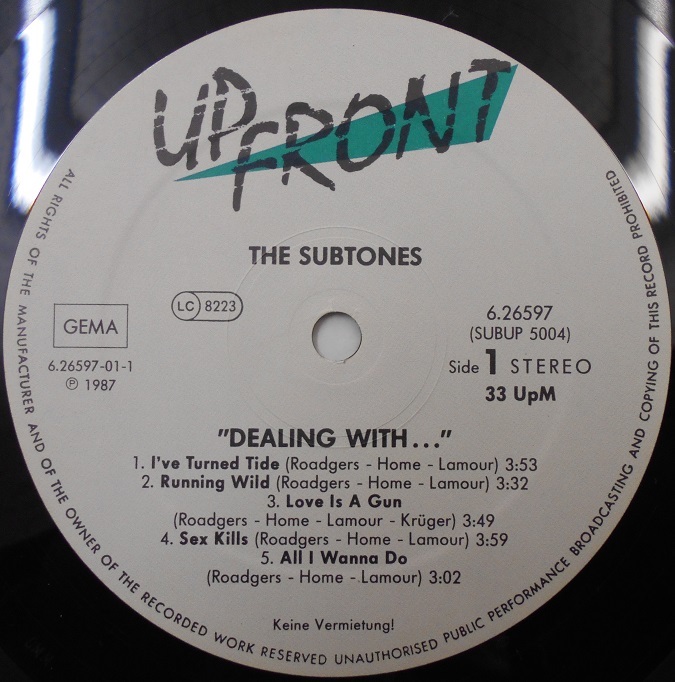 UPFRONT
THE SUBTONES
LC 8223
GEMA
6.26597-01-1
℗ 1987
6.26597
(SUBUP 5004)
Side 1 STEREO
33 UpM
"DEALING WITH..."
1. I've Turned Tide (Roadgers - Home - Lamour) 3:53
2. Running Wild (Roadgers - Home - Lamour) 3:32
3. Love Is A Gun
(Roadgers - Home - Lamour - Krüger) 3:49
4. Sex Kills (Roadgers - Home - Lamour) 3:59
5. All I Wanna Do
(Roadgers - Home - Lamour) 3:02
Keine Vermietung!
ALL RIGHTS OF THE MANUFACTURER AND OF THE OWNER OF THE RECORDED WORK RESERVED UNAUTHORISED PUBLIC PERFORMANCE BROADCASTING AND COPYING OF THIS RECORD PROHIBITED